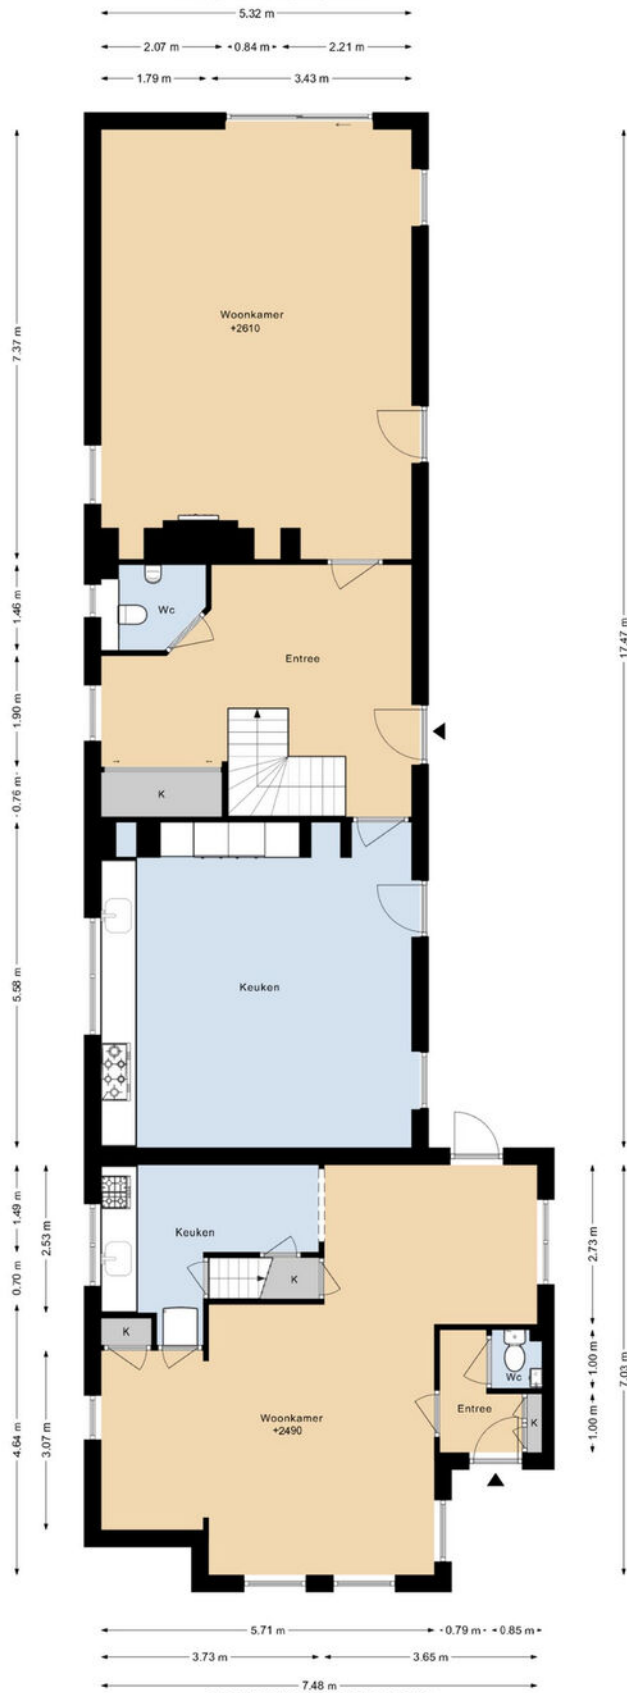 5.32 m
2.07 m
0.84 m
2.21 m
1.79 m
3.43 m
Woonkamer
+2610
7.37 m
17.47 m
Wc
1.46 m
Entree
1.90 m
K
0.76 m
Keuken
5.58 m
1.49 m
2.53 m
Keuken
2.73 m
0.70 m
K
K
Wc
1.00 m
7.03 m
Entree
Woonkamer
+2490
K
1.00 m
4.64 m
3.07 m
5.71 m
0.79 m
0.85 m
3.73 m
3.65 m
7.48 m